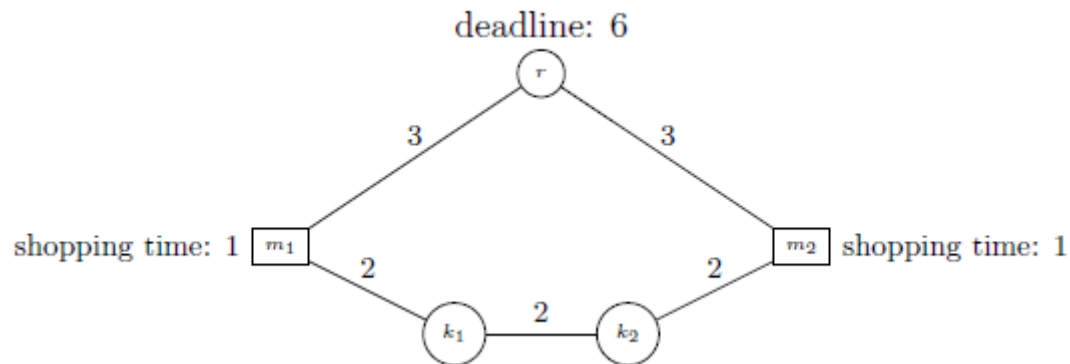 deadline: 6
r
3 3
shopping time: 1 m₁ m₂ shopping time: 1
2 2
k₁ 2 k₂